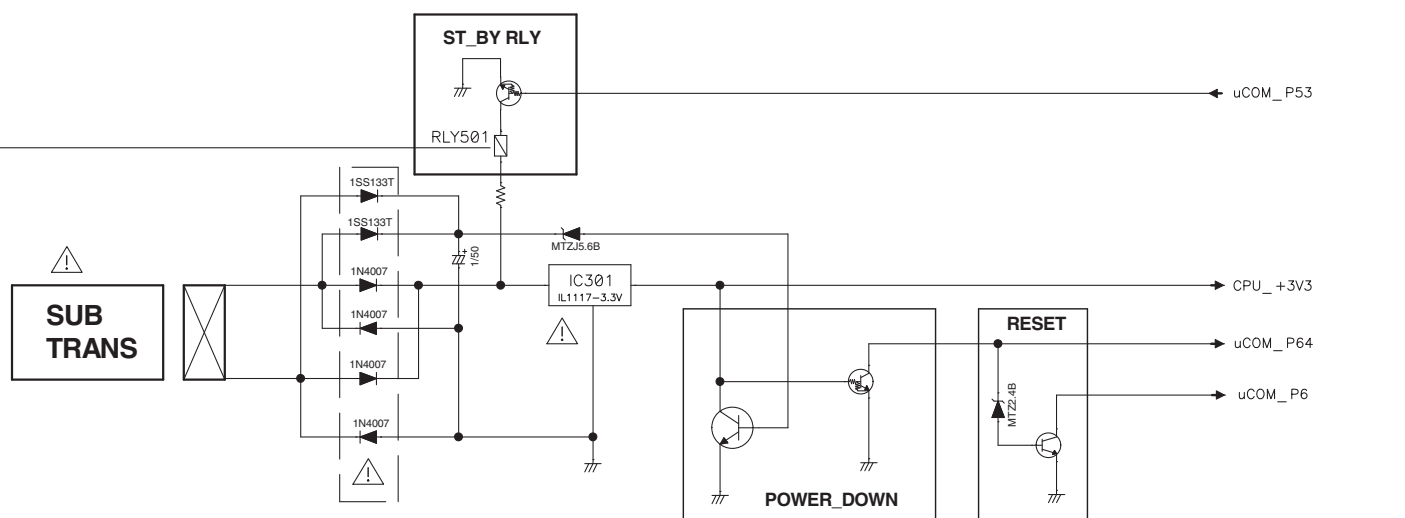 ST_BY RLY
uCOM_P53
RLY501
1SS133T
1SS133T
MTZJ5.6B
1/50
+
1N4007
IC301
IL1117-3.3V
CPU_+3V3
SUB
TRANS
1N4007
RESET
uCOM_P64
1N4007
MTZ2.4B
uCOM_P6
1N4007
POWER_DOWN